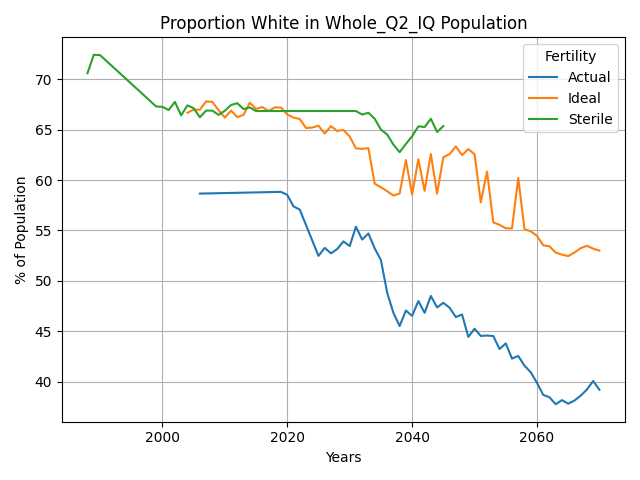 Proportion White in Whole_Q2_IQ Population
Fertility
Actual
Ideal
Sterile
% of Population
70
65
60
55
50
45
40
2000
2020
2040
2060
Years